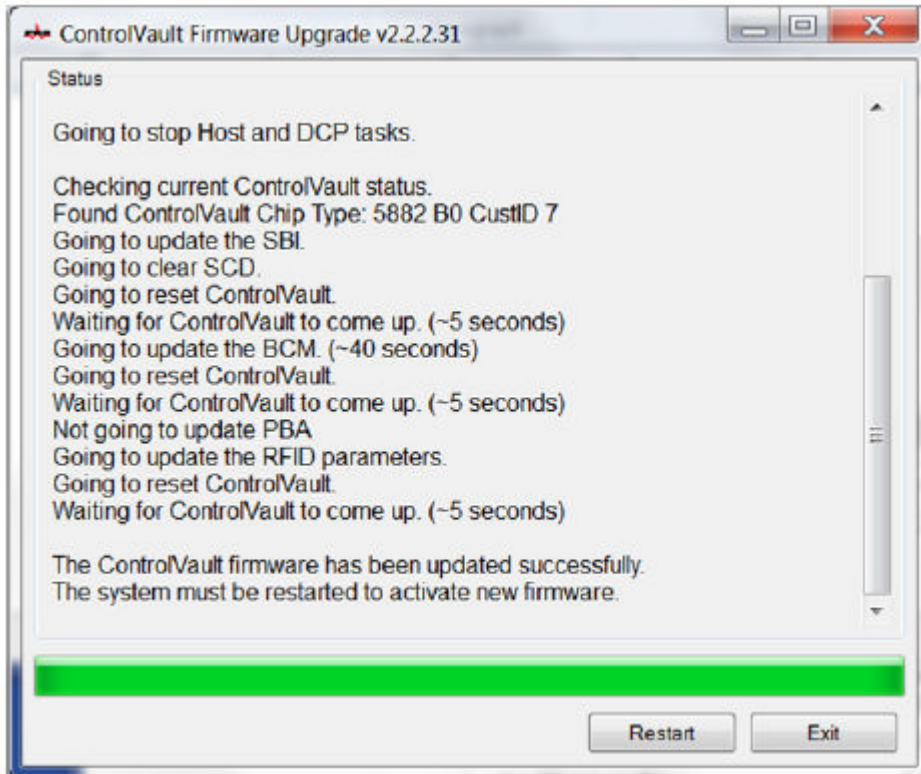 ControlVault Firmware Upgrade v2.2.2.31
Status
Going to stop Host and DCP tasks.
Checking current ControlVault status.
Found ControlVault Chip Type: 5882 B0 CustID 7
Going to update the SBI.
Going to clear SCD.
Going to reset ControlVault.
Waiting for ControlVault to come up. (~5 seconds)
Going to update the BCM. (~40 seconds)
Going to reset ControlVault.
Waiting for ControlVault to come up. (~5 seconds)
Not going to update PBA
Going to update the RFID parameters.
Going to reset ControlVault.
Waiting for ControlVault to come up. (~5 seconds)
The ControlVault firmware has been updated successfully.
The system must be restarted to activate new firmware.
Restart
Exit